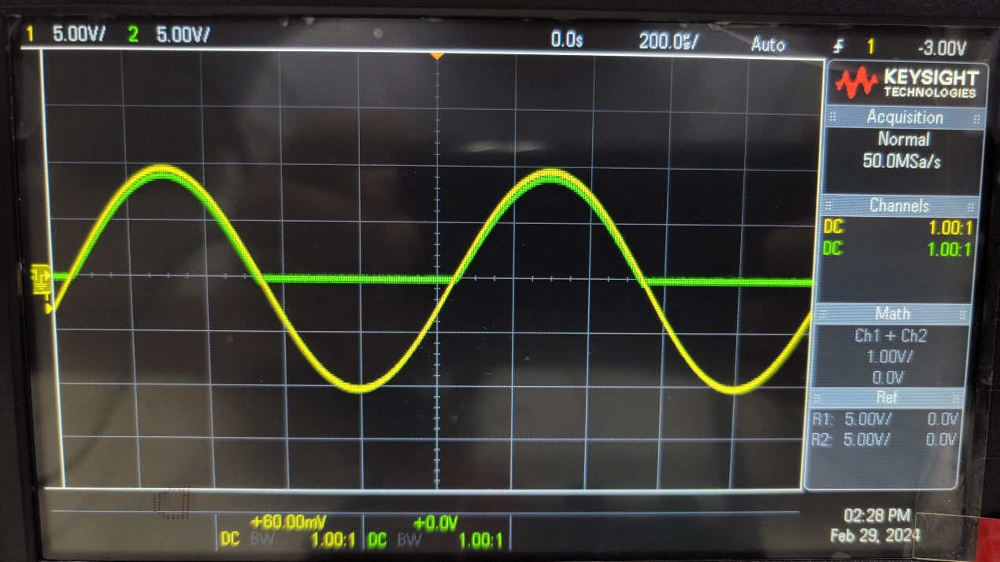 1 5.00V/ 2 5.00V/ 0.0s 200.0㎲/ Auto 1 -3.00V
KEYSIGHT
TECHNOLOGIES
Acquisition
Normal
50.0MSa/s
Channels
DC 1.00:1
DC 1.00:1
Math
Ch1 + Ch2
1.00V/
0.0V
Ref
R1: 5.00V/ 0.0V
R2: 5.00V/ 0.0V
+60.00mV +0.0V
DC BW 1.00:1 DC BW 1.00:1
02:28 PM
Feb 29, 2024